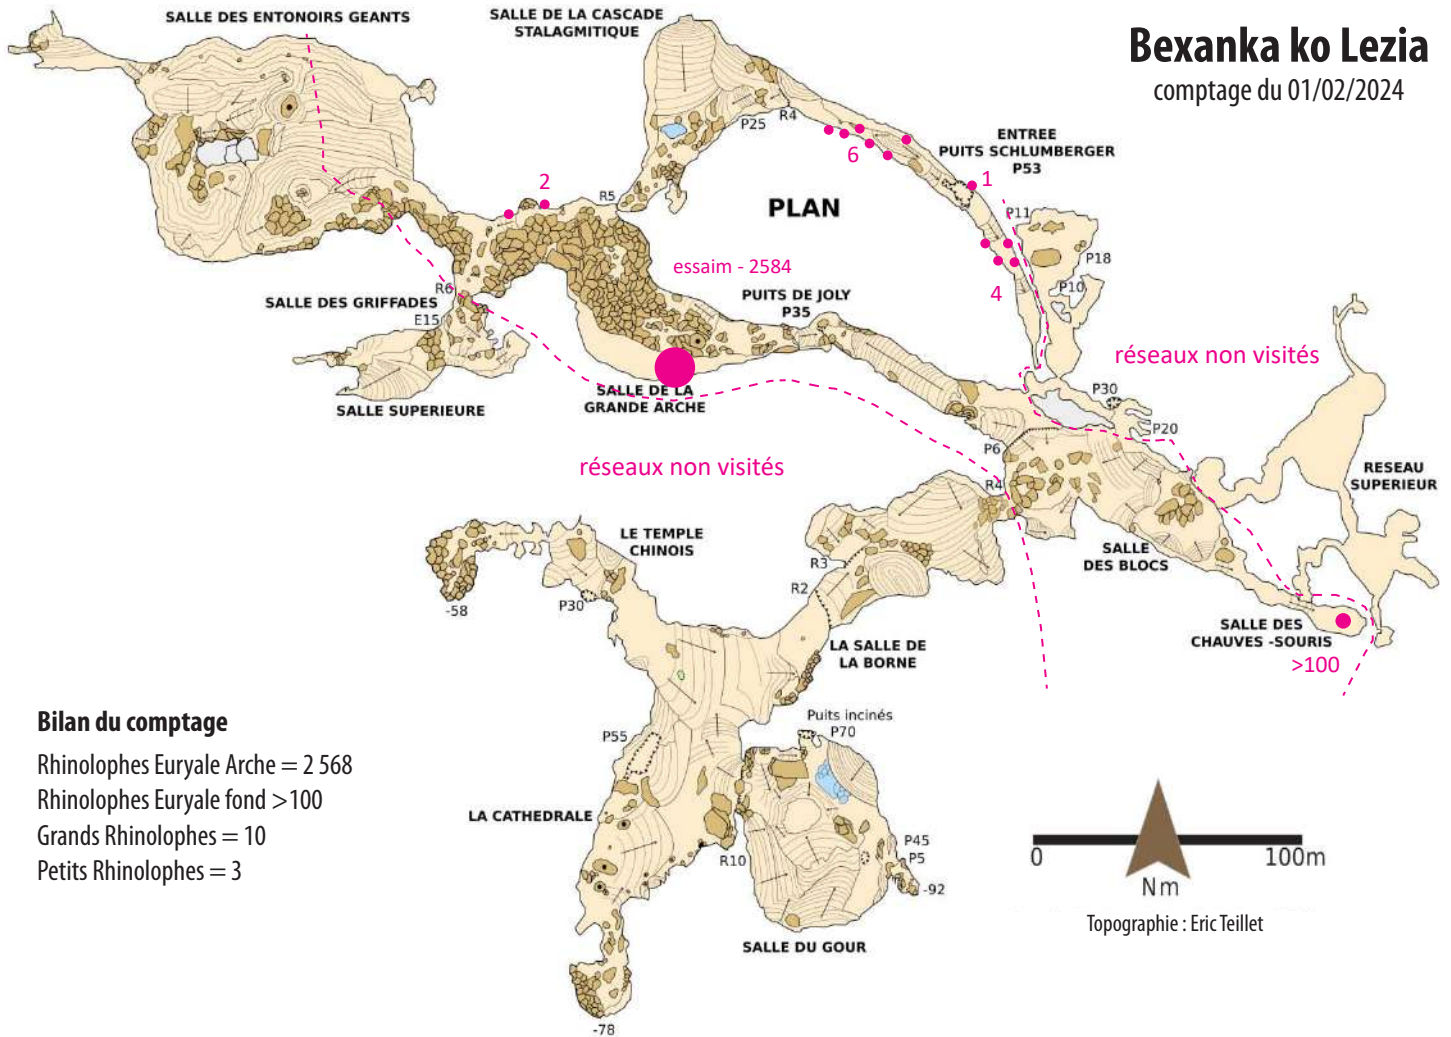 Bexanka ko Lezia
comptage du 01/02/2024
SALLE DES ENTONOIRS GEANTS
SALLE DE LA CASCADE
STALAGMITIQUE
P25
R4
6
ENTREE
PUITS SCHLUMBERGER
P53
1
2
R5
PLAN
P11
P18
P10
4
essaim - 2584
PUITS DE JOLY
P35
R6
SALLE DES GRIFFADES
E15
SALLE SUPERIEURE
SALLE DE LA
GRANDE ARCHE
réseaux non visités
P30
P20
P6
R4
réseaux non visités
RESEAU
SUPERIEUR
LE TEMPLE
CHINOIS
R3
R2
P30
-58
SALLE
DES BLOCS
SALLE DES
CHAUVES -SOURIS
>100
LA SALLE DE
LA BORNE
Puits incinés
P70
P55
LA CATHEDRALE
R10
P45
P5
-92
SALLE DU GOUR
-78
Bilan du comptage
Rhinolophes Euryale Arche = 2 568
Rhinolophes Euryale fond >100
Grands Rhinolophes = 10
Petits Rhinolophes = 3
0
100m
Nm
Topographie : Eric Teillet